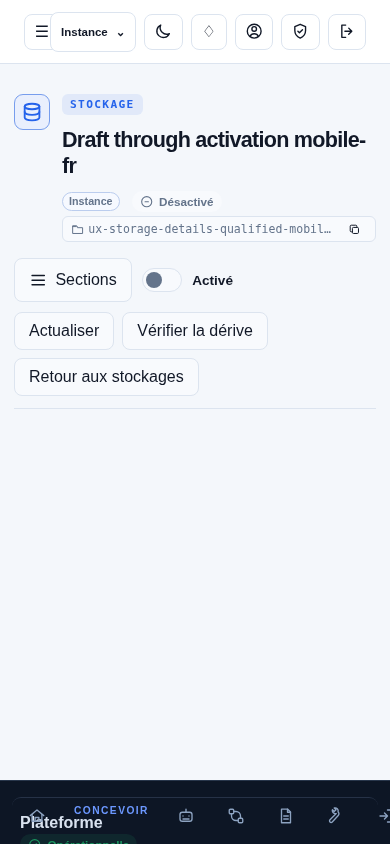 Instance
STOCKAGE
Draft through activation mobile-
fr
Instance
Désactivé
ux-storage-details-qualified-mobil…
Sections
Activé
Actualiser
Vérifier la dérive
Retour aux stockages
CONCEVOIR
Plateforme
Opérationnelle